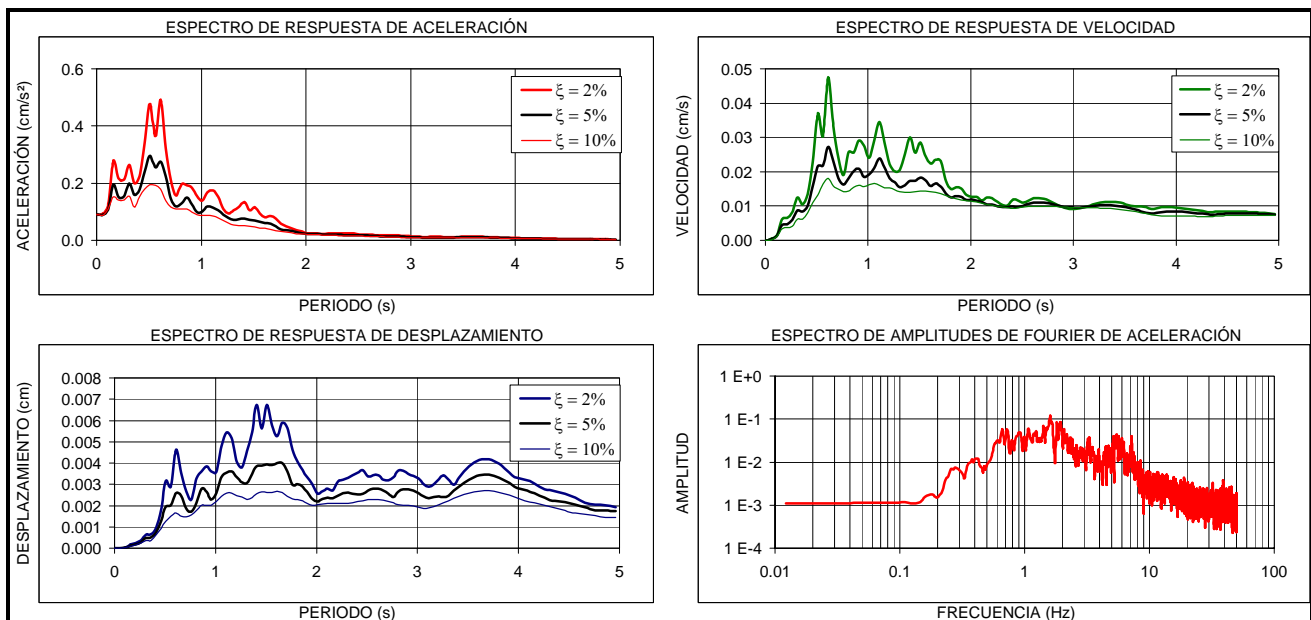 ESPECTRO DE RESPUESTA DE ACELERACIÓN
ACELERACIÓN (cm/s²)
0.6
0.4
0.2
0.0
ξ = 2%
ξ = 5%
ξ = 10%
0 1 2 3 4 5
PERIODO (s)
ESPECTRO DE RESPUESTA DE VELOCIDAD
VELOCIDAD (cm/s)
0.05
0.04
0.03
0.02
0.01
0.00
ξ = 2%
ξ = 5%
ξ = 10%
0 1 2 3 4 5
PERIODO (s)
ESPECTRO DE RESPUESTA DE DESPLAZAMIENTO
DESPLAZAMIENTO (cm)
0.008
0.007
0.006
0.005
0.004
0.003
0.002
0.001
0.000
ξ = 2%
ξ = 5%
ξ = 10%
0 1 2 3 4 5
PERIODO (s)
ESPECTRO DE AMPLITUDES DE FOURIER DE ACELERACIÓN
AMPLITUD
1 E+0
1 E-1
1 E-2
1 E-3
1 E-4
0.01 0.1 1 10 100
FRECUENCIA (Hz)